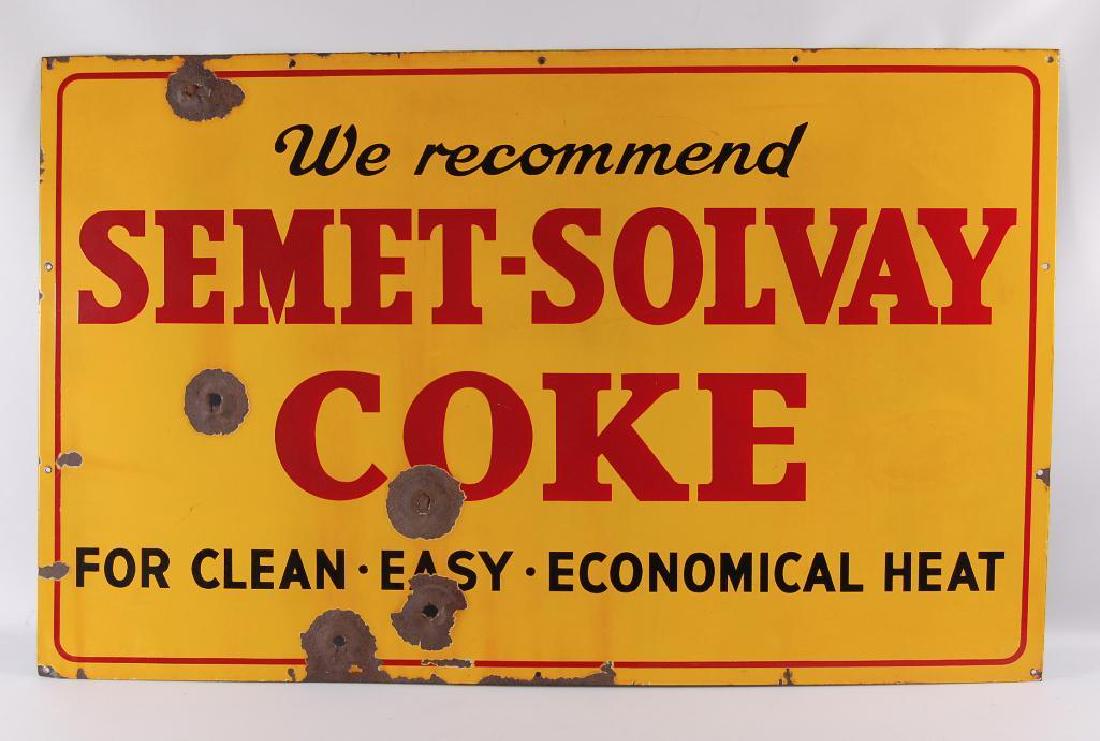 We recommend
SEMET-SOLVAY
COKE
FOR CLEAN · EASY · ECONOMICAL HEAT